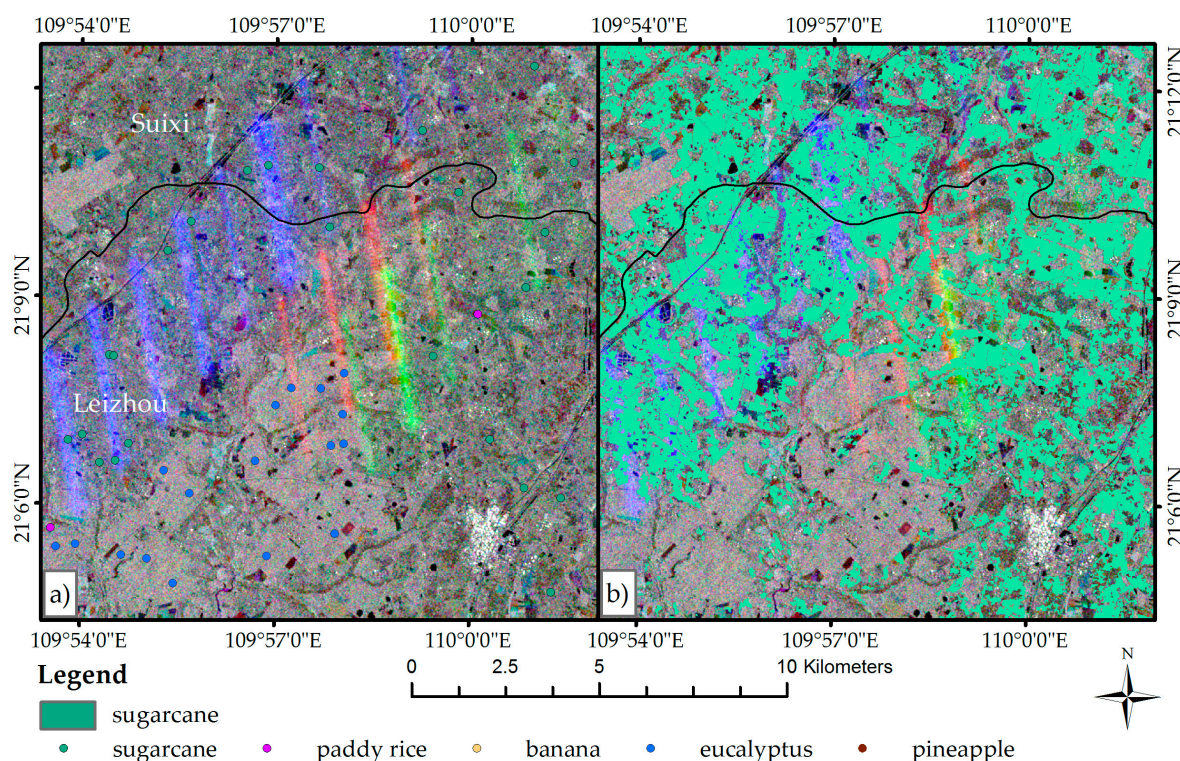 109°54'0"E 109°57'0"E 110°0'0"E 109°54'0"E 109°57'0"E 110°0'0"E
21°12'0"N
Suixi
21°9'0"N 21°9'0"N
Leizhou
21°6'0"N 21°6'0"N
a) b)
109°54'0"E 109°57'0"E 110°0'0"E 109°54'0"E 109°57'0"E 110°0'0"E
Legend
0 2.5 5 10 Kilometers
N
sugarcane
sugarcane paddy rice banana eucalyptus pineapple